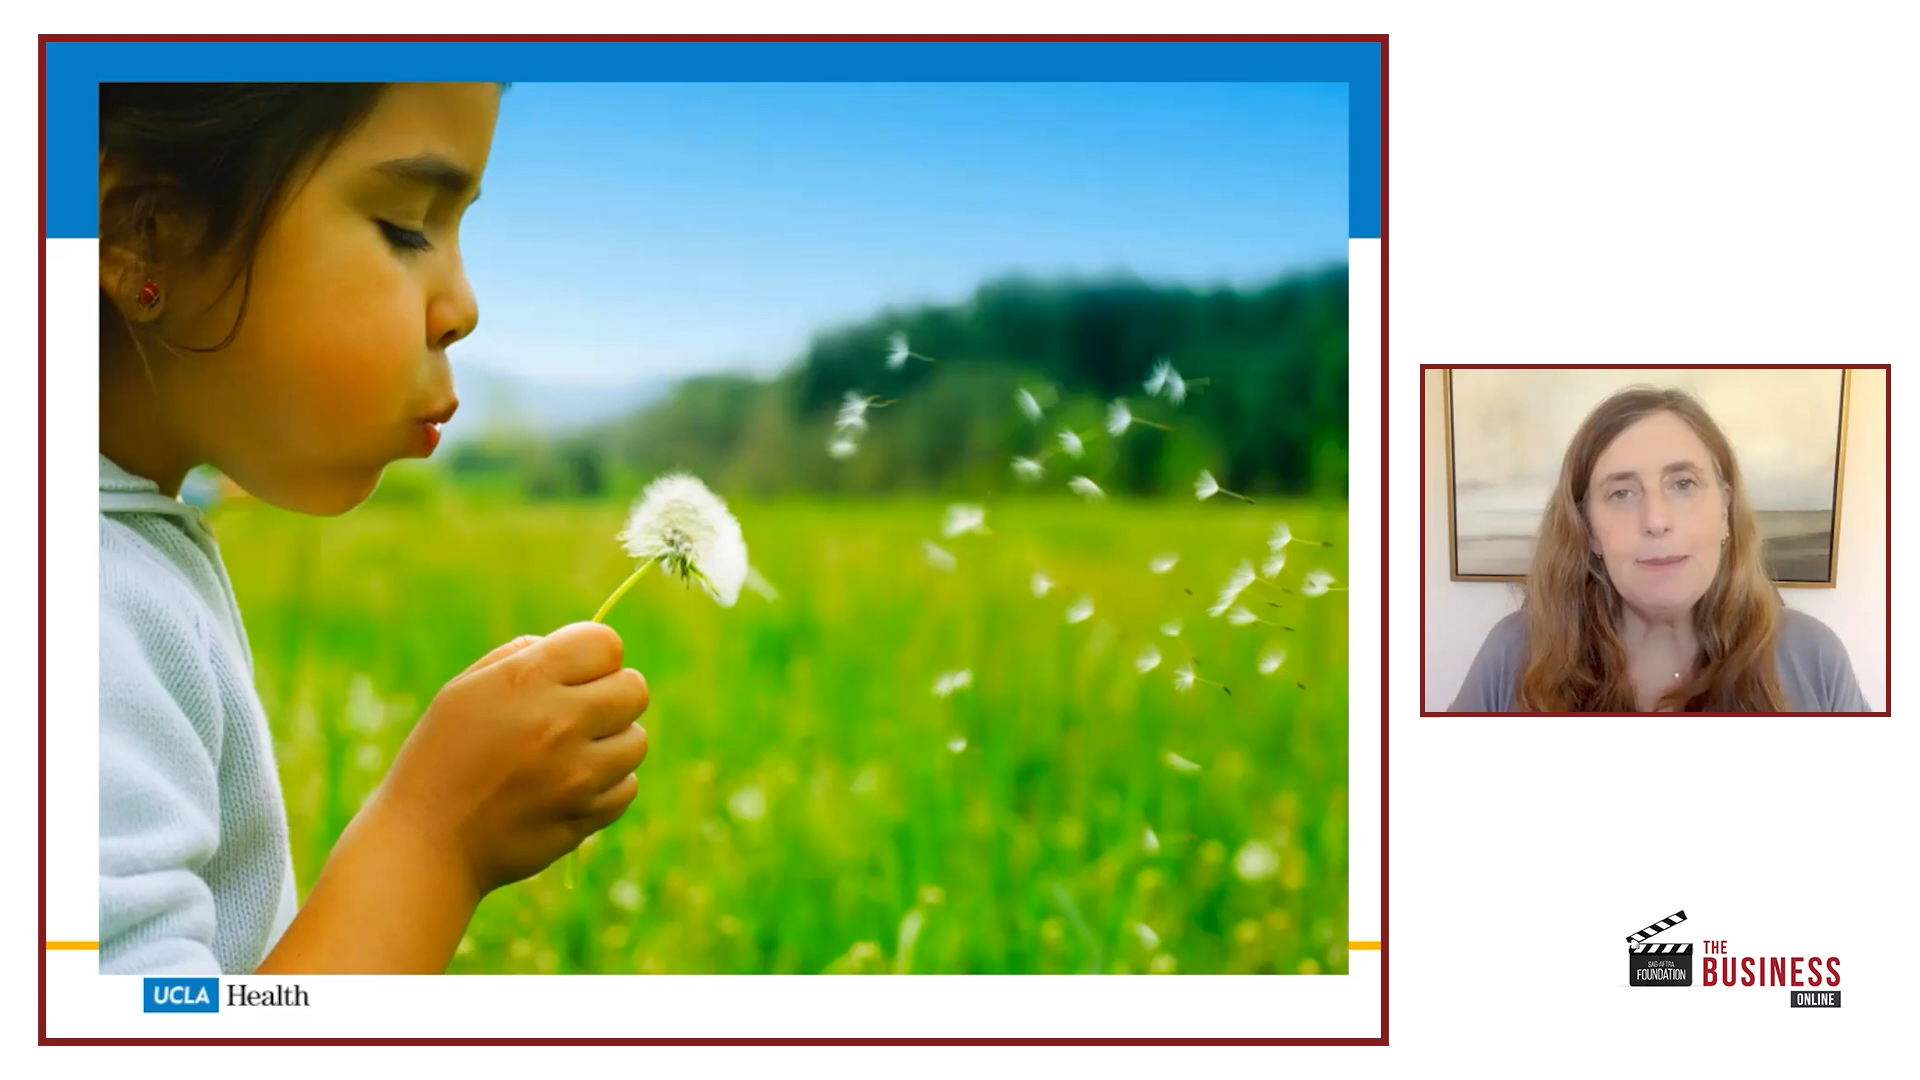 UCLA Health
SAG-AFTRA
FOUNDATION
THE
BUSINESS
ONLINE